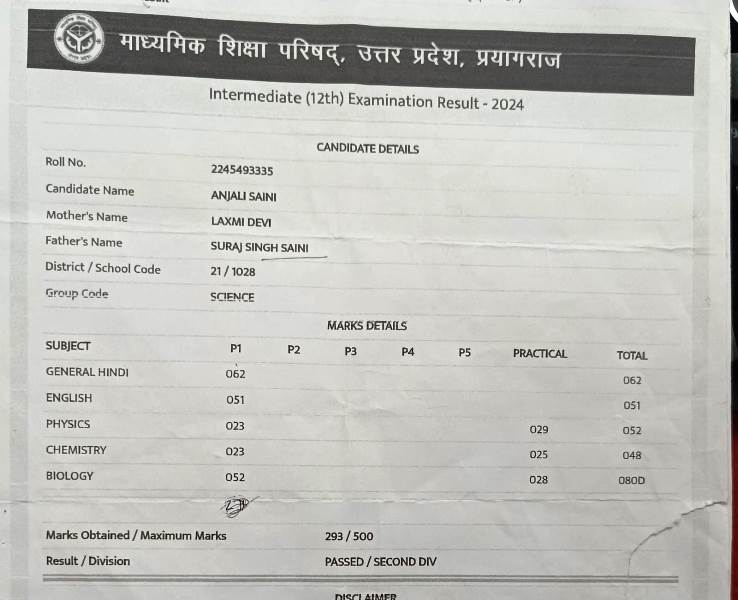 माध्यमिक शिक्षा परिषद्, उत्तर प्रदेश, प्रयागराज
Intermediate (12th) Examination Result - 2024
CANDIDATE DETAILS
Roll No. 2245493335
Candidate Name ANJALI SAINI
Mother's Name LAXMI DEVI
Father's Name SURAJ SINGH SAINI
District / School Code 21 / 1028
Group Code SCIENCE
MARKS DETAILS
SUBJECT P1 P2 P3 P4 P5 PRACTICAL TOTAL
GENERAL HINDI 062 062
ENGLISH 051 051
PHYSICS 023 029 052
CHEMISTRY 023 025 048
BIOLOGY 052 028 080D
Marks Obtained / Maximum Marks 293 / 500
Result / Division PASSED / SECOND DIV
DISCLAIMER